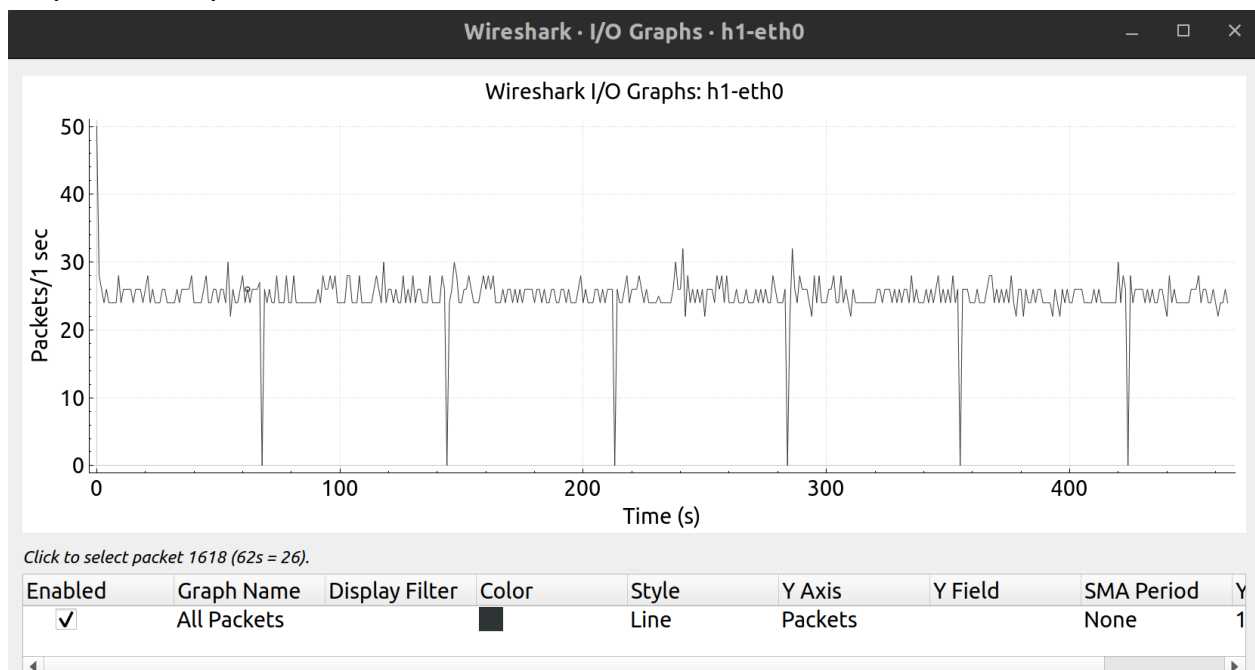 Wireshark · I/O Graphs · h1-eth0
Wireshark I/O Graphs: h1-eth0
50
40
30
20
10
0
Packets/1 sec
0 100 200 300 400
Time (s)
Click to select packet 1618 (62s = 26).
Enabled Graph Name Display Filter Color Style Y Axis Y Field SMA Period Y
All Packets Line Packets None 1